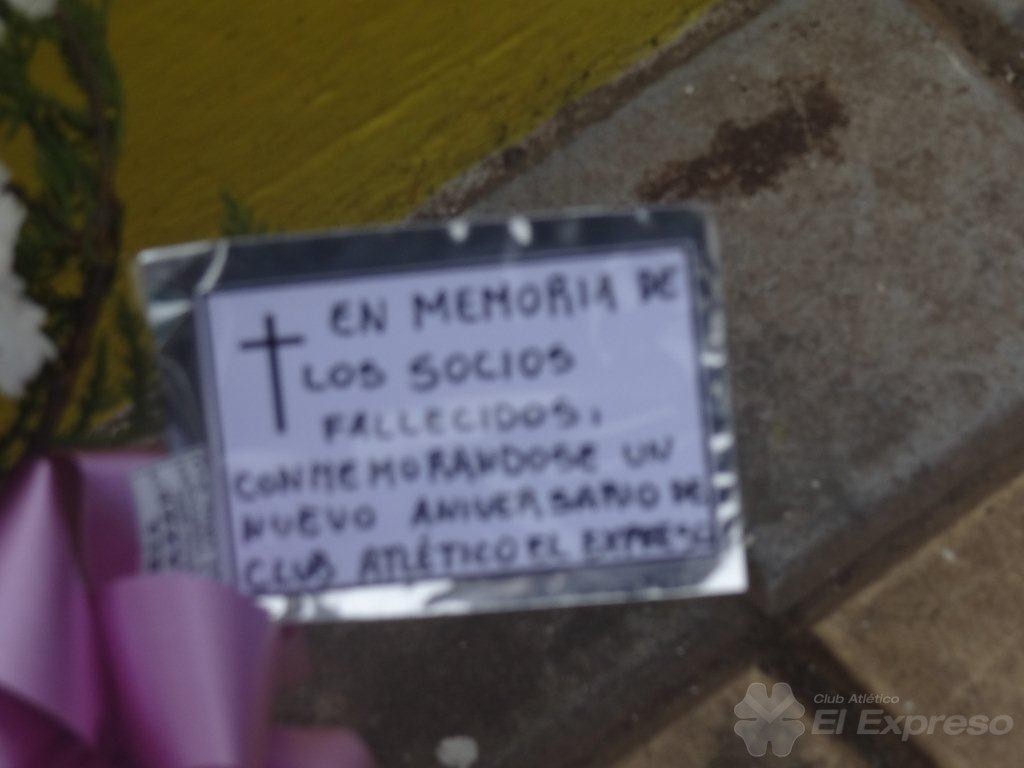 EN MEMORIA DE
LOS SOCIOS
FALLECIDOS,
CONMEMORANDOSE UN
NUEVO ANIVERSARIO DE
CLUB ATLÉTICO EL EXPRESO
Club Atlético
El Expreso